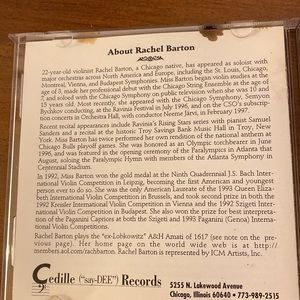 About Rachel Barton
22-year-old violinist Rachel Barton, a Chicago native, has appeared as soloist with
major orchestras across North America and Europe, including the St. Louis, Chicago,
Montreal, Vienna, and Budapest Symphonies. Miss Barton began violin studies at the
age of 3, made her professional debut with the Chicago String Ensemble at the age of
7, and soloed with the Chicago Symphony on public television when she was 10 and
15 years old. Most recently, she appeared with the Chicago Symphony, Semyon
Bychkov conducting, at the Ravinia Festival in July 1996, and on the CSO's subscrip-
tion concerts in Orchestra Hall, with conductor Neeme Järvi, in February 1997.
Recent recital appearances include Ravinia's Rising Stars series with pianist Samuel
Sanders and a recital at the historic Troy Savings Bank Music Hall in Troy, New
York. Miss Barton has twice performed her own rendition of the national anthem at
Chicago Bulls playoff games. She was honored as an Olympic torchbearer in June
1996, and was featured in the opening ceremony of the Paralympics in Atlanta that
August, soloing the Paralympic Hymn with members of the Atlanta Symphony in
Centennial Stadium.
In 1992, Miss Barton won the gold medal at the Ninth Quadrennial J.S. Bach Inter-
national Violin Competition in Leipzig, becoming the first American and youngest
person ever to do so. She was the only American Laureate of the 1993 Queen Eliza-
beth International Violin Competition in Brussels, and took second prize in both the
1992 Kreisler International Violin Competition in Vienna and the 1992 Szigeti Inter-
national Violin Competition in Budapest. She also won the prize for best interpreta-
tion of the Paganini Caprices at both the Szigeti and 1993 Paganini (Genoa) Interna-
tional Violin Competitions.
Rachel Barton plays the "ex-Lobkowitz" A&H Amati of 1617 (see note on the pre-
vious page). Her home page on the world wide web is at http://
members.aol.com/rachbarton. Rachel Barton is represented by ICM Artists, Inc.
Cedille ("say-DEE") Records
5255 N. Lakewood Avenue
Chicago, Illinois 60640 • 773-989-2515